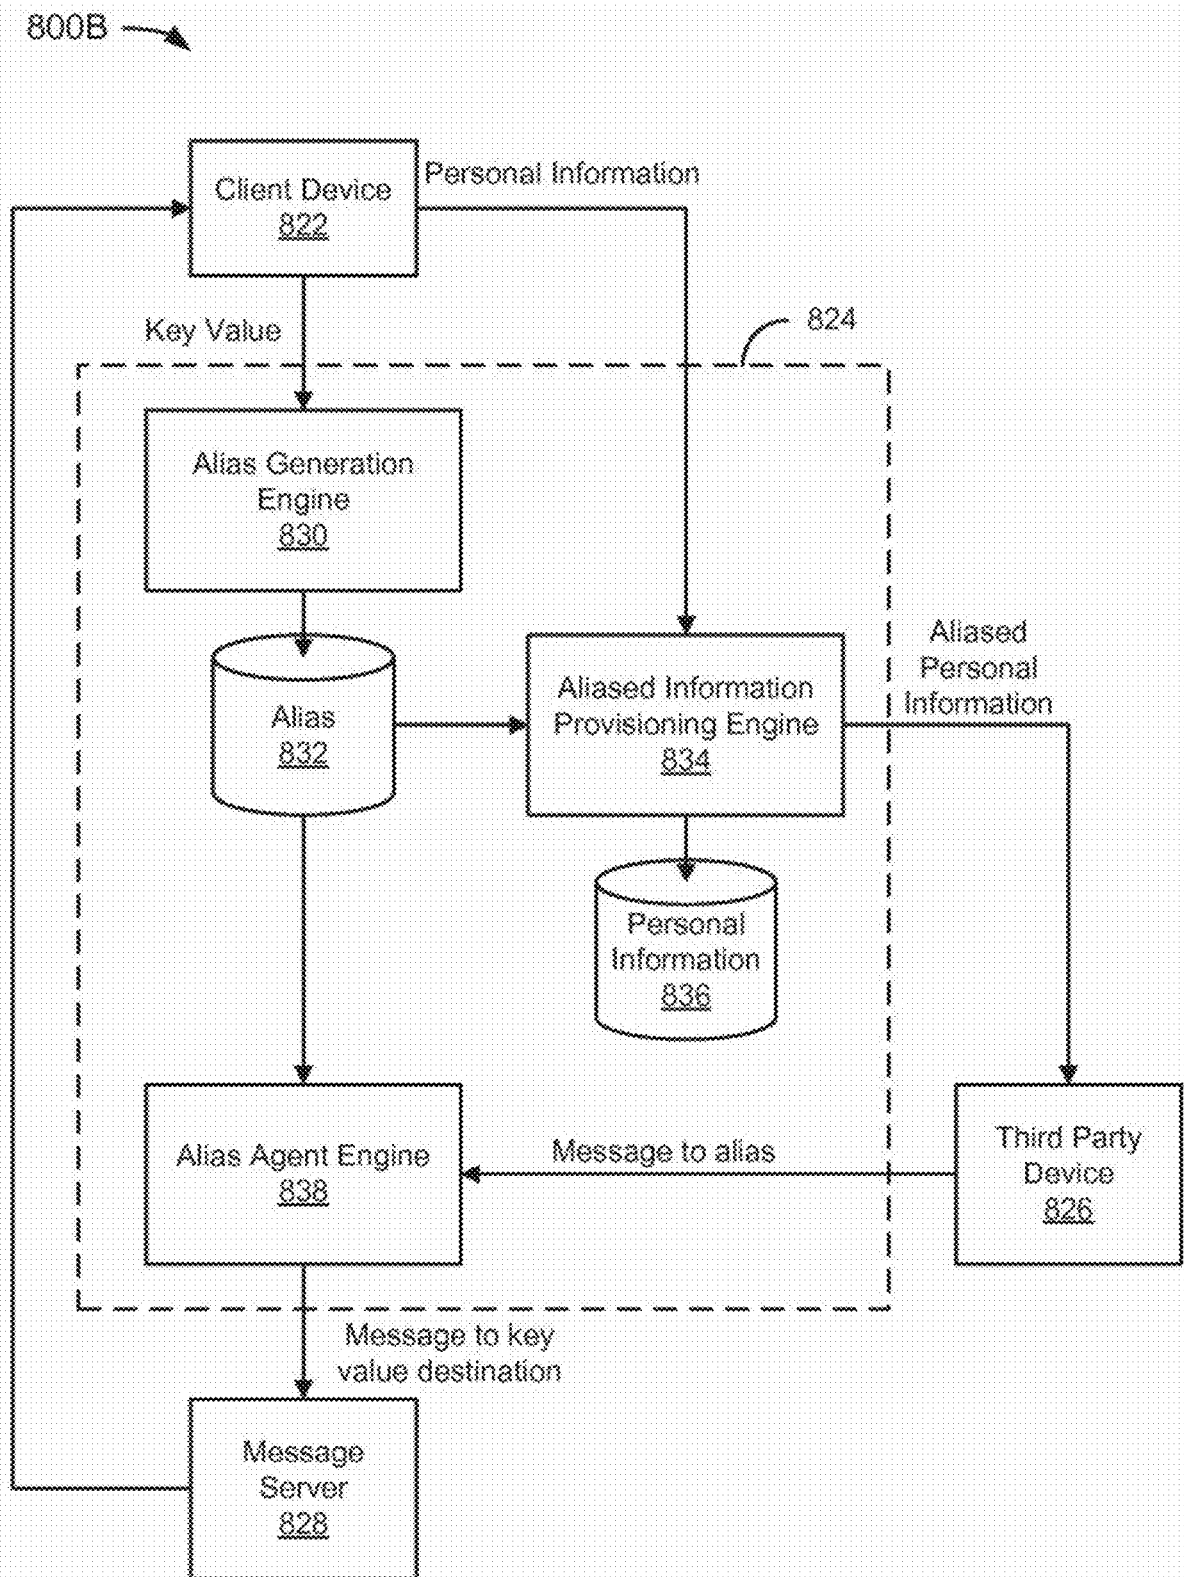 800B
Client Device
822
Personal Information
Key Value
824
Alias Generation
Engine
830
Alias
832
Aliased Information
Provisioning Engine
834
Aliased
Personal
Information
Personal
Information
836
Alias Agent Engine
838
Message to alias
Third Party
Device
826
Message to key
value destination
Message
Server
828